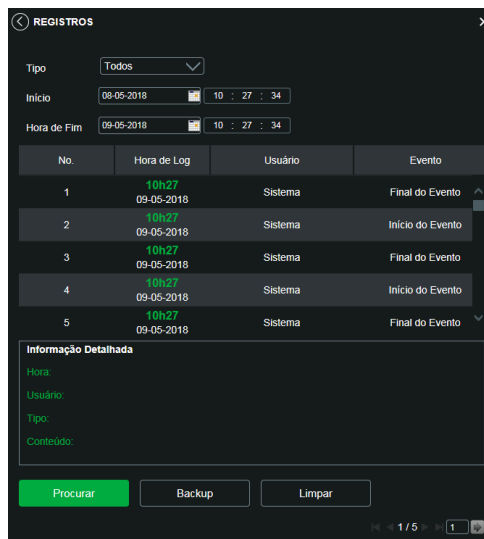 REGISTROS
Tipo Todos
Início 08-05-2018 10 : 27 : 34
Hora de Fim 09-05-2018 10 : 27 : 34
No. Hora de Log Usuário Evento
1 10h27 09-05-2018 Sistema Final do Evento
2 10h27 09-05-2018 Sistema Início do Evento
3 10h27 09-05-2018 Sistema Final do Evento
4 10h27 09-05-2018 Sistema Início do Evento
5 10h27 09-05-2018 Sistema Final do Evento
Informação Detalhada
Hora:
Usuário:
Tipo:
Conteúdo:
Procurar Backup Limpar
1 / 5 1